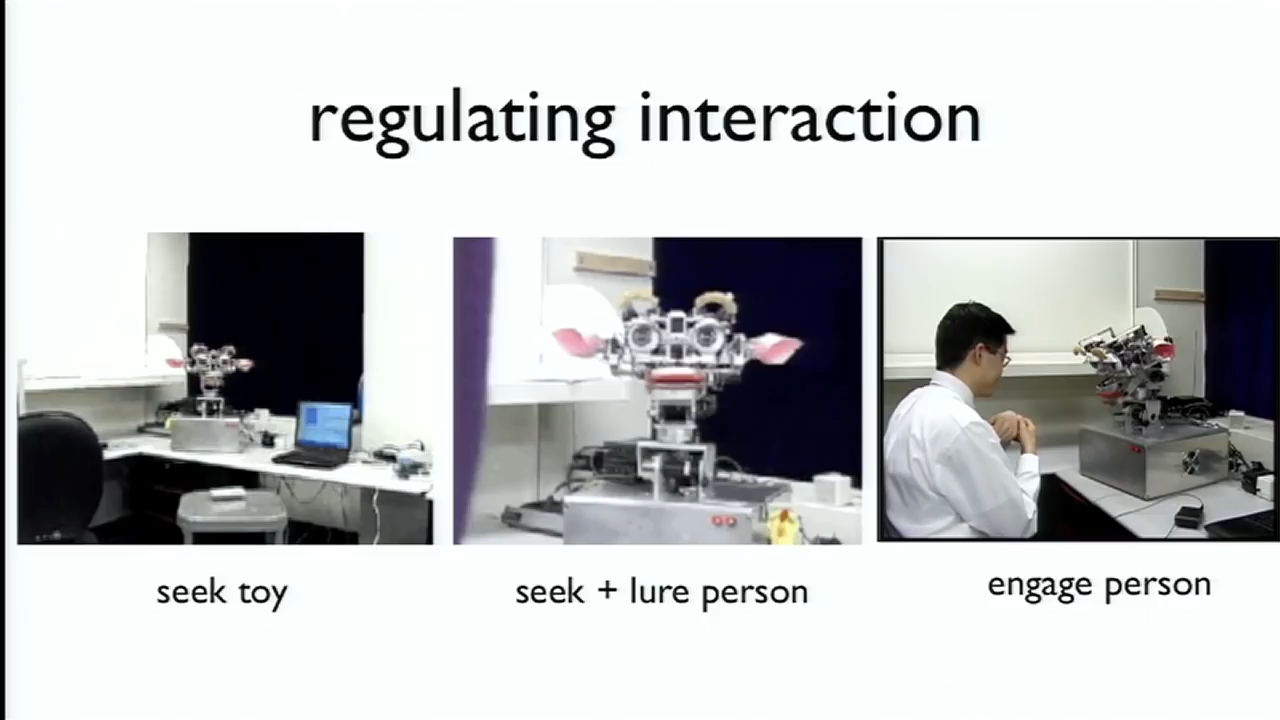 regulating interaction
seek toy
seek + lure person
engage person